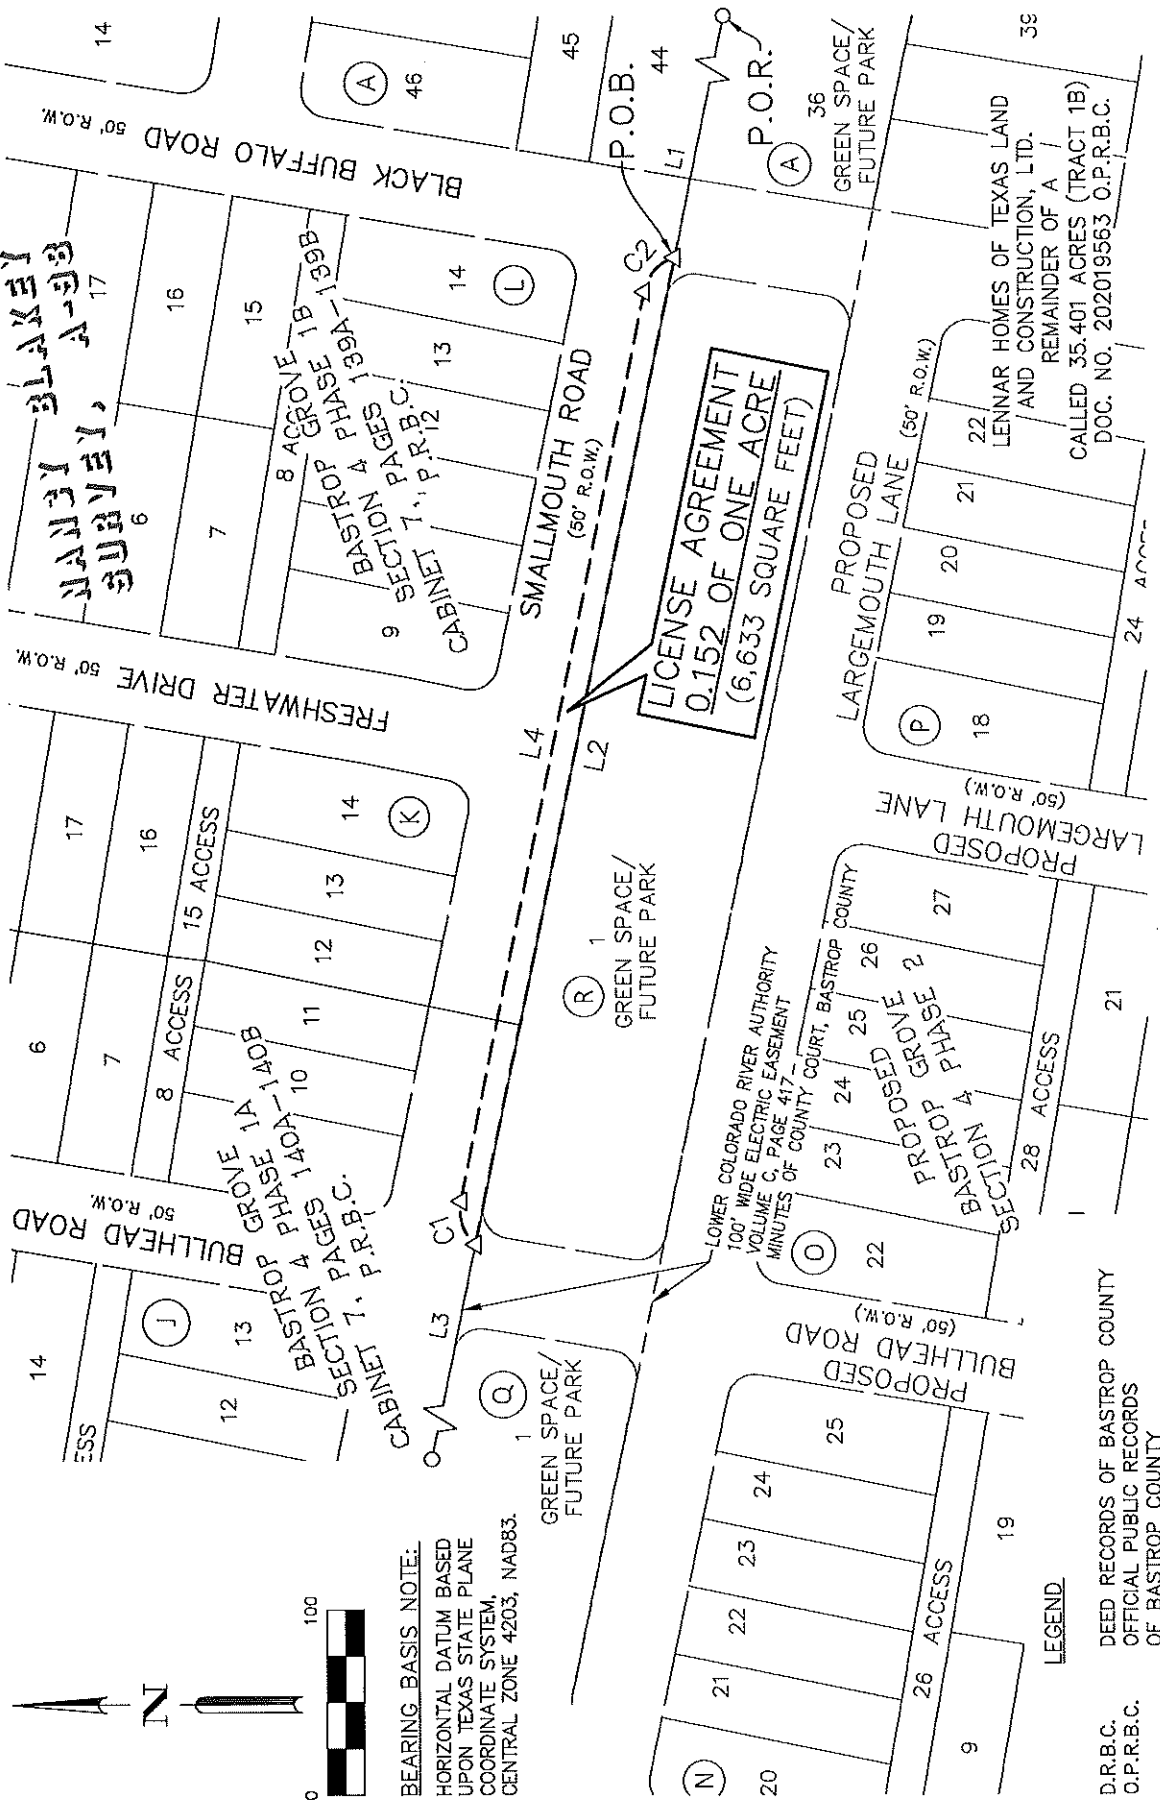 14
BLACK BUFFALO ROAD 50' R.O.W.
A
46
45
44
P.O.B.
L1
P.O.R.
A
36
GREEN SPACE/
FUTURE PARK
39
NANCY BLAKEY
SURVEY, A-98
17
16
15
6
7
8 ACC
BASTROP GROVE
SECTION 4 PHASE 1B
CABINET 7, PAGES 139A-139B
P.R.B.C.
14
13
12
9
L
C2
SMALLMOUTH ROAD
(50' R.O.W.)
LICENSE AGREEMENT
0.152 OF ONE ACRE
(6,633 SQUARE FEET)
LENNAR HOMES OF TEXAS LAND
AND CONSTRUCTION, LTD.
REMAINDER OF A
CALLED 35.401 ACRES (TRACT 1B)
DOC. NO. 202019563 O.P.R.B.C.
PROPOSED
LARGEMOUTH LANE (50' R.O.W.)
22
21
20
19
18
P
24
FRESHWATER DRIVE 50' R.O.W.
L4
L2
17
16
15 ACCESS
14
13
12
K
6
7
8 ACCESS
11
10
R
1
GREEN SPACE/
FUTURE PARK
PROPOSED
LARGEMOUTH LANE
(50' R.O.W.)
27
26
25
24
23
22
O
21
28
ACCESS
PROPOSED
BASTROP GROVE
SECTION 4 PHASE 2
LOWER COLORADO RIVER AUTHORITY
100' WIDE ELECTRIC EASEMENT
VOLUME C, PAGE 417
MINUTES OF COUNTY COURT, BASTROP COUNTY
BULLHEAD ROAD 50' R.O.W.
BASTROP GROVE
SECTION 4 PHASE 1A
CABINET 7, PAGES 140A-140B
P.R.B.C.
C1
L3
14
J
13
12
ESS
Q
1
GREEN SPACE/
FUTURE PARK
PROPOSED
BULLHEAD ROAD
(50' R.O.W.)
25
24
23
22
21
20
N
26 ACCESS
19
9
N
0
100
BEARING BASIS NOTE:
HORIZONTAL DATUM BASED
UPON TEXAS STATE PLANE
COORDINATE SYSTEM,
CENTRAL ZONE 4203, NAD83.
LEGEND
D.R.B.C. DEED RECORDS OF BASTROP COUNTY
O.P.R.B.C. OFFICIAL PUBLIC RECORDS
OF BASTROP COUNTY